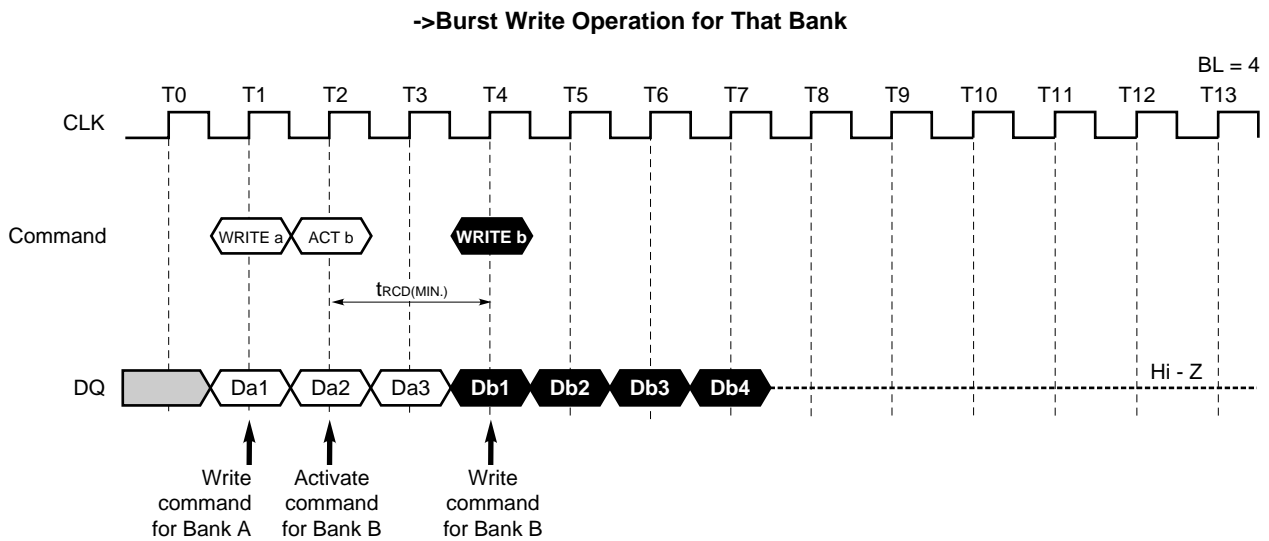 ->Burst Write Operation for That Bank
BL = 4
T0 T1 T2 T3 T4 T5 T6 T7 T8 T9 T10 T11 T12 T13
CLK
Command WRITE a ACT b WRITE b
tRCD(MIN.)
DQ Da1 Da2 Da3 Db1 Db2 Db3 Db4 Hi - Z
Write
command
for Bank A
Activate
command
for Bank B
Write
command
for Bank B